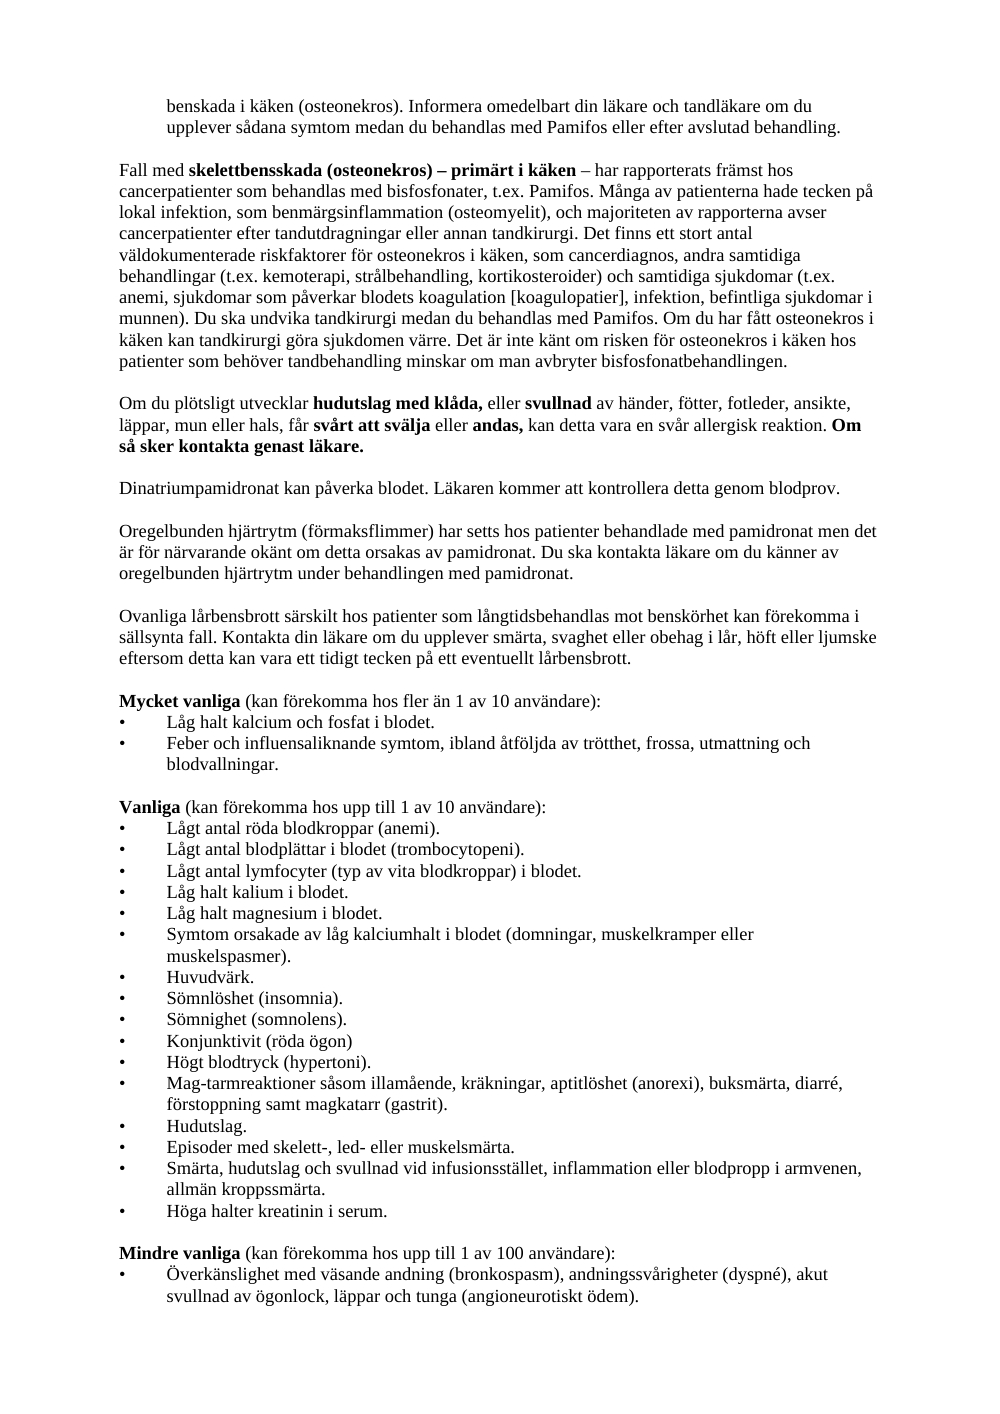 benskada i käken (osteonekros). Informera omedelbart din läkare och tandläkare om du
upplever sådana symtom medan du behandlas med Pamifos eller efter avslutad behandling.
Fall med skelettbensskada (osteonekros) – primärt i käken – har rapporterats främst hos
cancerpatienter som behandlas med bisfosfonater, t.ex. Pamifos. Många av patienterna hade tecken på
lokal infektion, som benmärgsinflammation (osteomyelit), och majoriteten av rapporterna avser
cancerpatienter efter tandutdragningar eller annan tandkirurgi. Det finns ett stort antal
väldokumenterade riskfaktorer för osteonekros i käken, som cancerdiagnos, andra samtidiga
behandlingar (t.ex. kemoterapi, strålbehandling, kortikosteroider) och samtidiga sjukdomar (t.ex.
anemi, sjukdomar som påverkar blodets koagulation [koagulopatier], infektion, befintliga sjukdomar i
munnen). Du ska undvika tandkirurgi medan du behandlas med Pamifos. Om du har fått osteonekros i
käken kan tandkirurgi göra sjukdomen värre. Det är inte känt om risken för osteonekros i käken hos
patienter som behöver tandbehandling minskar om man avbryter bisfosfonatbehandlingen.
Om du plötsligt utvecklar hudutslag med klåda, eller svullnad av händer, fötter, fotleder, ansikte,
läppar, mun eller hals, får svårt att svälja eller andas, kan detta vara en svår allergisk reaktion. Om
så sker kontakta genast läkare.
Dinatriumpamidronat kan påverka blodet. Läkaren kommer att kontrollera detta genom blodprov.
Oregelbunden hjärtrytm (förmaksflimmer) har setts hos patienter behandlade med pamidronat men det
är för närvarande okänt om detta orsakas av pamidronat. Du ska kontakta läkare om du känner av
oregelbunden hjärtrytm under behandlingen med pamidronat.
Ovanliga lårbensbrott särskilt hos patienter som långtidsbehandlas mot benskörhet kan förekomma i
sällsynta fall. Kontakta din läkare om du upplever smärta, svaghet eller obehag i lår, höft eller ljumske
eftersom detta kan vara ett tidigt tecken på ett eventuellt lårbensbrott.
Mycket vanliga (kan förekomma hos fler än 1 av 10 användare):
• Låg halt kalcium och fosfat i blodet.
• Feber och influensaliknande symtom, ibland åtföljda av trötthet, frossa, utmattning och
blodvallningar.
Vanliga (kan förekomma hos upp till 1 av 10 användare):
• Lågt antal röda blodkroppar (anemi).
• Lågt antal blodplättar i blodet (trombocytopeni).
• Lågt antal lymfocyter (typ av vita blodkroppar) i blodet.
• Låg halt kalium i blodet.
• Låg halt magnesium i blodet.
• Symtom orsakade av låg kalciumhalt i blodet (domningar, muskelkramper eller
muskelspasmer).
• Huvudvärk.
• Sömnlöshet (insomnia).
• Sömnighet (somnolens).
• Konjunktivit (röda ögon)
• Högt blodtryck (hypertoni).
• Mag-tarmreaktioner såsom illamående, kräkningar, aptitlöshet (anorexi), buksmärta, diarré,
förstoppning samt magkatarr (gastrit).
• Hudutslag.
• Episoder med skelett-, led- eller muskelsmärta.
• Smärta, hudutslag och svullnad vid infusionsstället, inflammation eller blodpropp i armvenen,
allmän kroppssmärta.
• Höga halter kreatinin i serum.
Mindre vanliga (kan förekomma hos upp till 1 av 100 användare):
• Överkänslighet med väsande andning (bronkospasm), andningssvårigheter (dyspné), akut
svullnad av ögonlock, läppar och tunga (angioneurotiskt ödem).